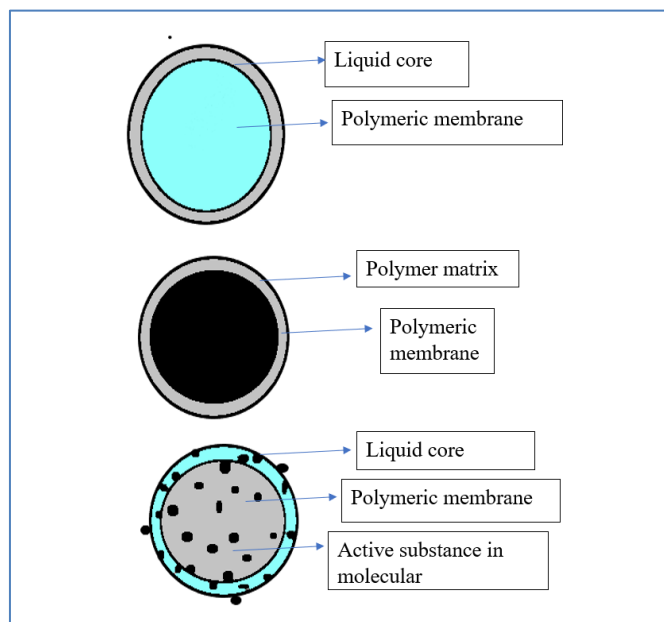 Liquid core
Polymeric membrane
Polymer matrix
Polymeric
membrane
Liquid core
Polymeric membrane
Active substance in
molecular